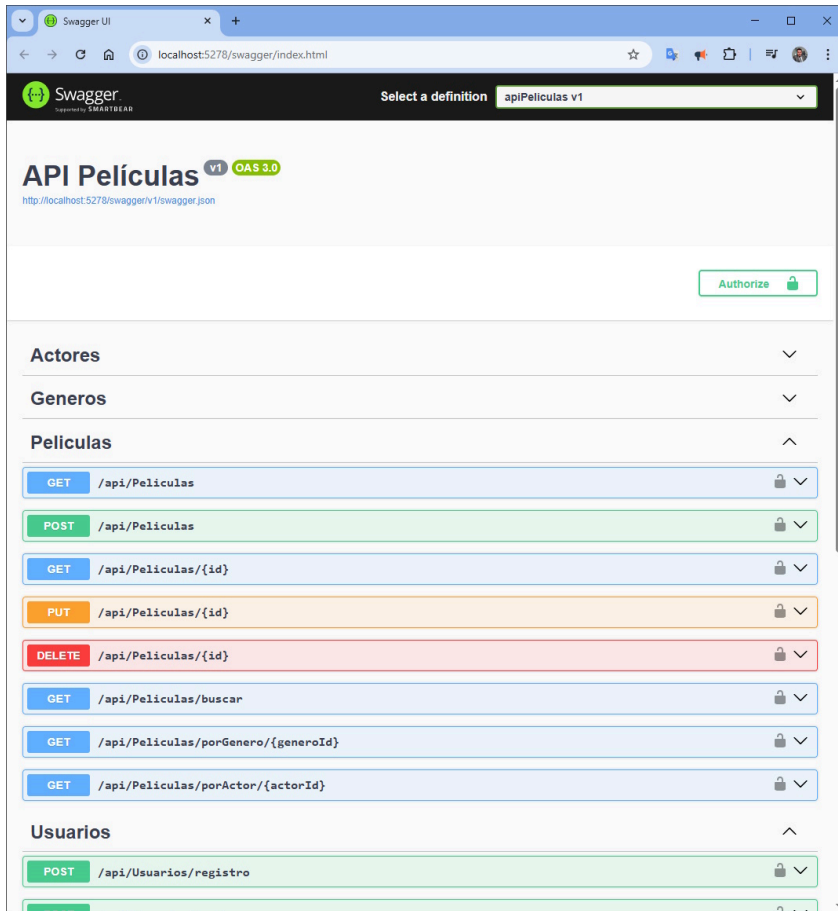 Swagger UI
localhost:5278/swagger/index.html
Swagger.
Supported by SMARTBEAR
Select a definition
apiPeliculas v1
API Películas v1 OAS 3.0
http://localhost:5278/swagger/v1/swagger.json
Authorize
Actores
Generos
Peliculas
GET /api/Peliculas
POST /api/Peliculas
GET /api/Peliculas/{id}
PUT /api/Peliculas/{id}
DELETE /api/Peliculas/{id}
GET /api/Peliculas/buscar
GET /api/Peliculas/porGenero/{generoId}
GET /api/Peliculas/porActor/{actorId}
Usuarios
POST /api/Usuarios/registro